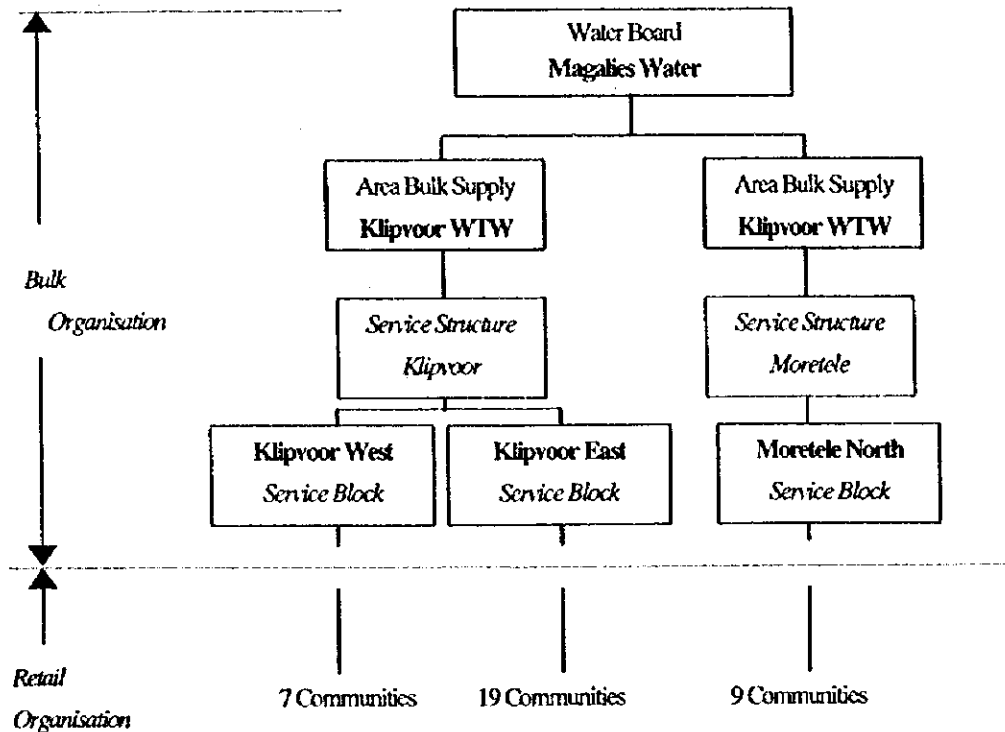 Water Board
Magalies Water
Area Bulk Supply
Klipvoor WTW
Area Bulk Supply
Klipvoor WTW
Bulk
Organisation
Service Structure
Klipvoor
Service Structure
Moretele
Klipvoor West
Service Block
Klipvoor East
Service Block
Moretele North
Service Block
Retail
Organisation
7 Communities
19 Communities
9 Communities